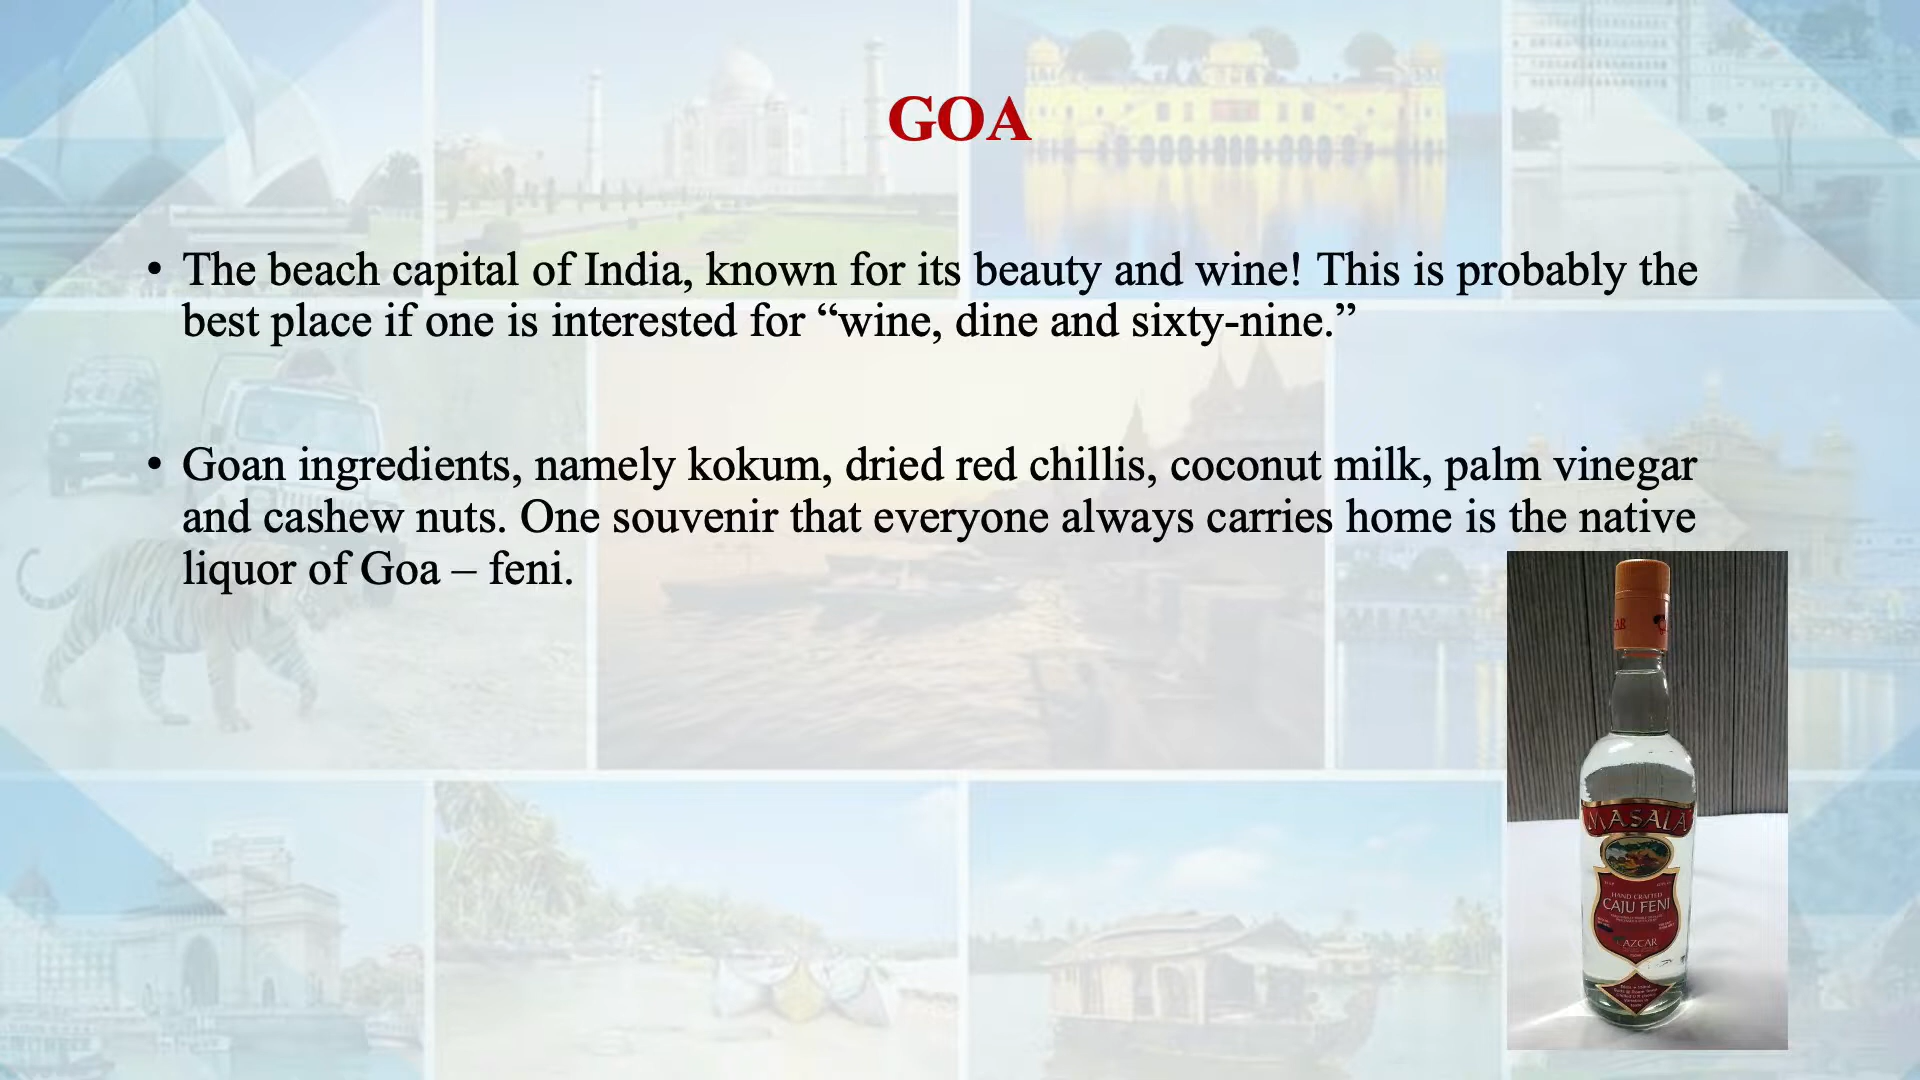 GOA
• The beach capital of India, known for its beauty and wine! This is probably the
best place if one is interested for “wine, dine and sixty-nine.”
• Goan ingredients, namely kokum, dried red chillis, coconut milk, palm vinegar
and cashew nuts. One souvenir that everyone always carries home is the native
liquor of Goa – feni.
MASALA
HAND CRAFTED
CAJU FENI
AZCAR